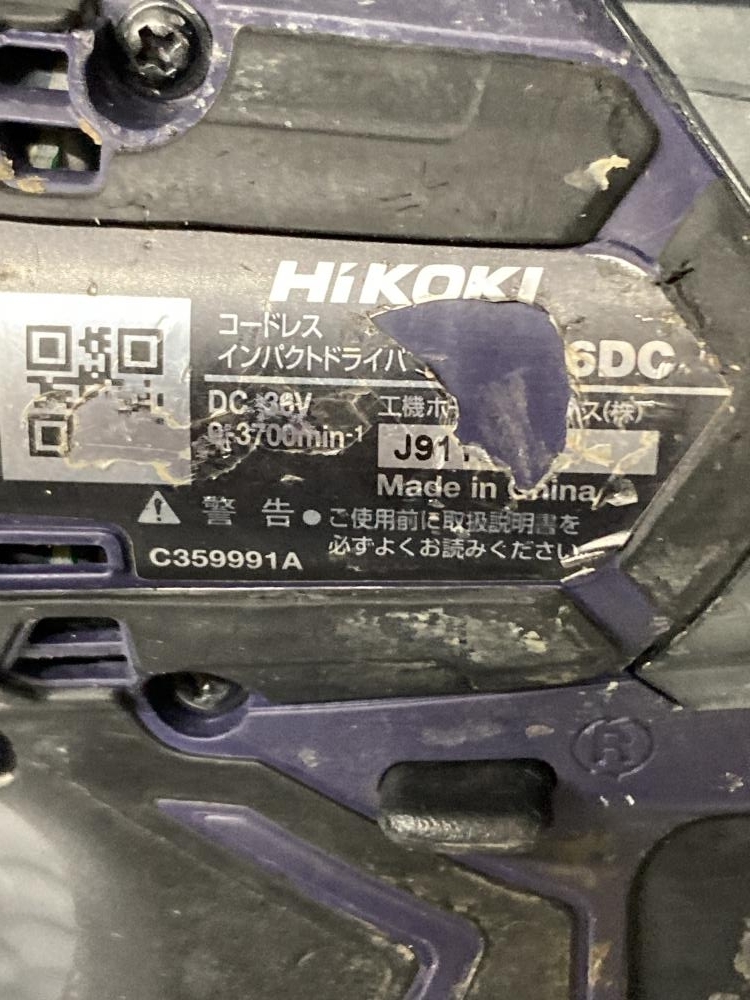 HiKOKI
コードレス
インパクトドライバ 6DC
DC 36V
工機ホ ス(株)
0-3700min-¹
J91
Made in China
警告 ●ご使用前に取扱説明書を
必ずよくお読みください
C359991A
R